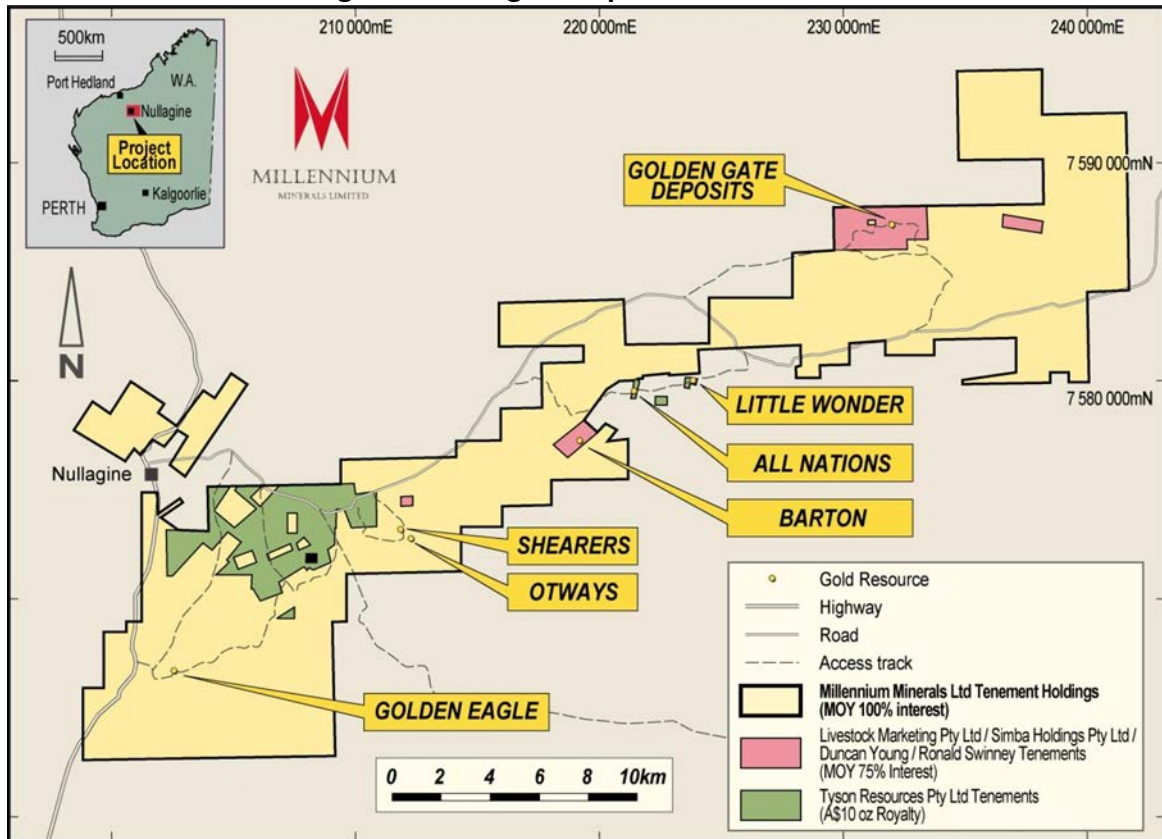 210 000mE
220 000mE
230 000mE
240 000mE
500km
Port Hedland
W.A.
Nullagine
Project
Location
Kalgoorlie
PERTH
MILLENNIUM
MINERALS LIMITED
N
GOLDEN GATE
DEPOSITS
7 590 000mN
7 580 000mN
LITTLE WONDER
ALL NATIONS
BARTON
Nullagine
SHEARERS
OTWAYS
GOLDEN EAGLE
0 2 4 6 8 10km
Gold Resource
Highway
Road
Access track
Millennium Minerals Ltd Tenement Holdings
(MOY 100% interest)
Livestock Marketing Pty Ltd / Simba Holdings Pty Ltd /
Duncan Young / Ronald Swinney Tenements
(MOY 75% Interest)
Tyson Resources Pty Ltd Tenements
(A$10 oz Royalty)